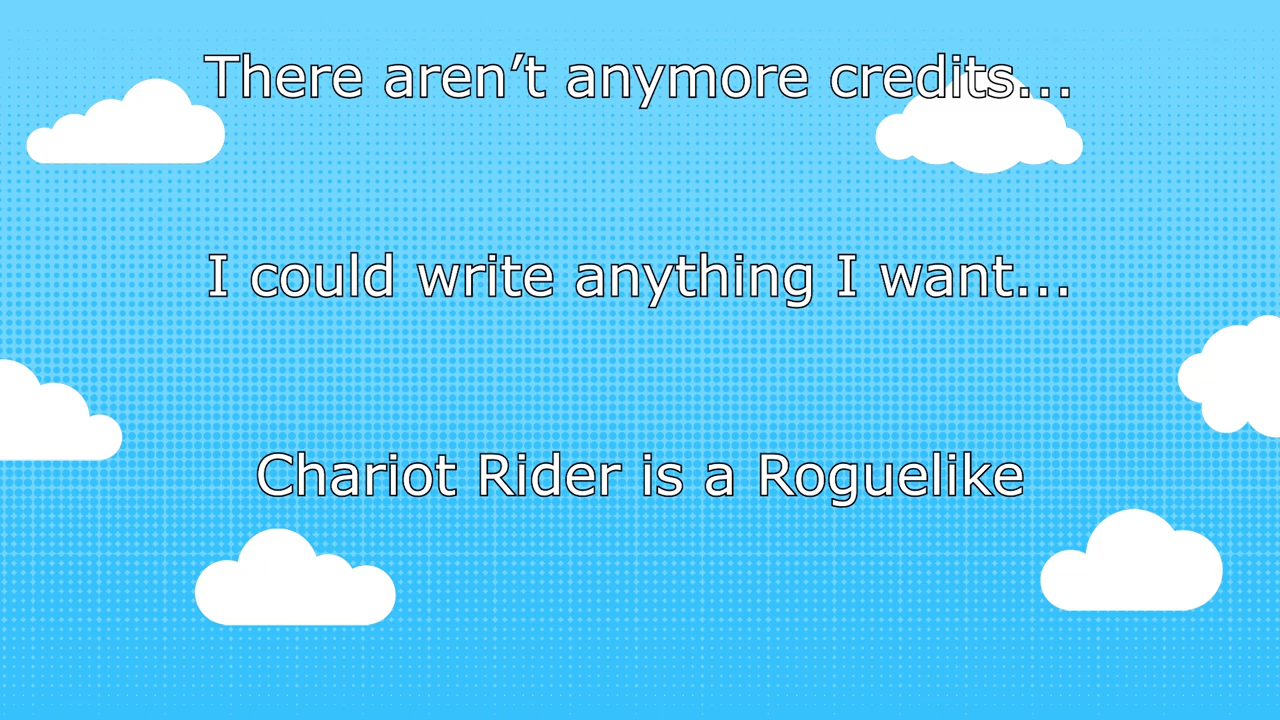 There aren’t anymore credits...
I could write anything I want...
Chariot Rider is a Roguelike